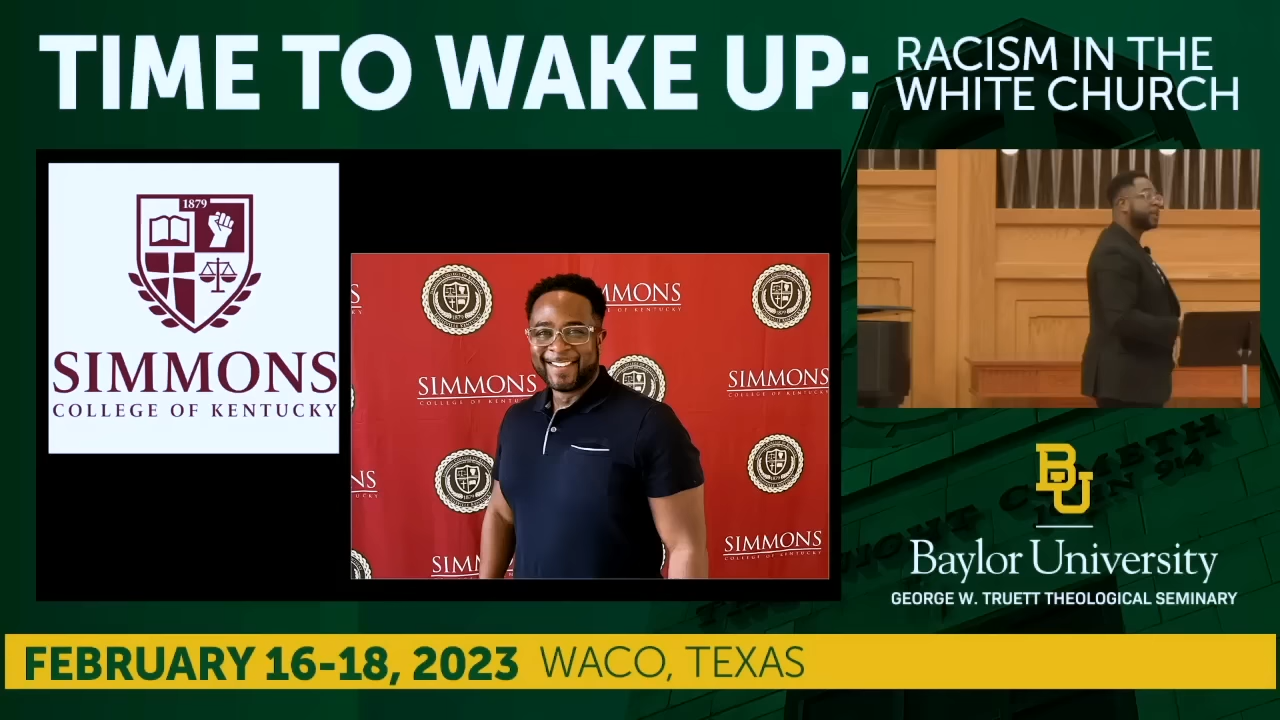 TIME TO WAKE UP:
RACISM IN THE
WHITE CHURCH
1879
SIMMONS
COLLEGE OF KENTUCKY
SIMMONS
COLLEGE OF KENTUCKY
SIMMONS
COLLEGE OF KENTUCKY
SIMMONS
COLLEGE OF KENTUCKY
BU
Baylor University
GEORGE W. TRUETT THEOLOGICAL SEMINARY
FEBRUARY 16-18, 2023 WACO, TEXAS